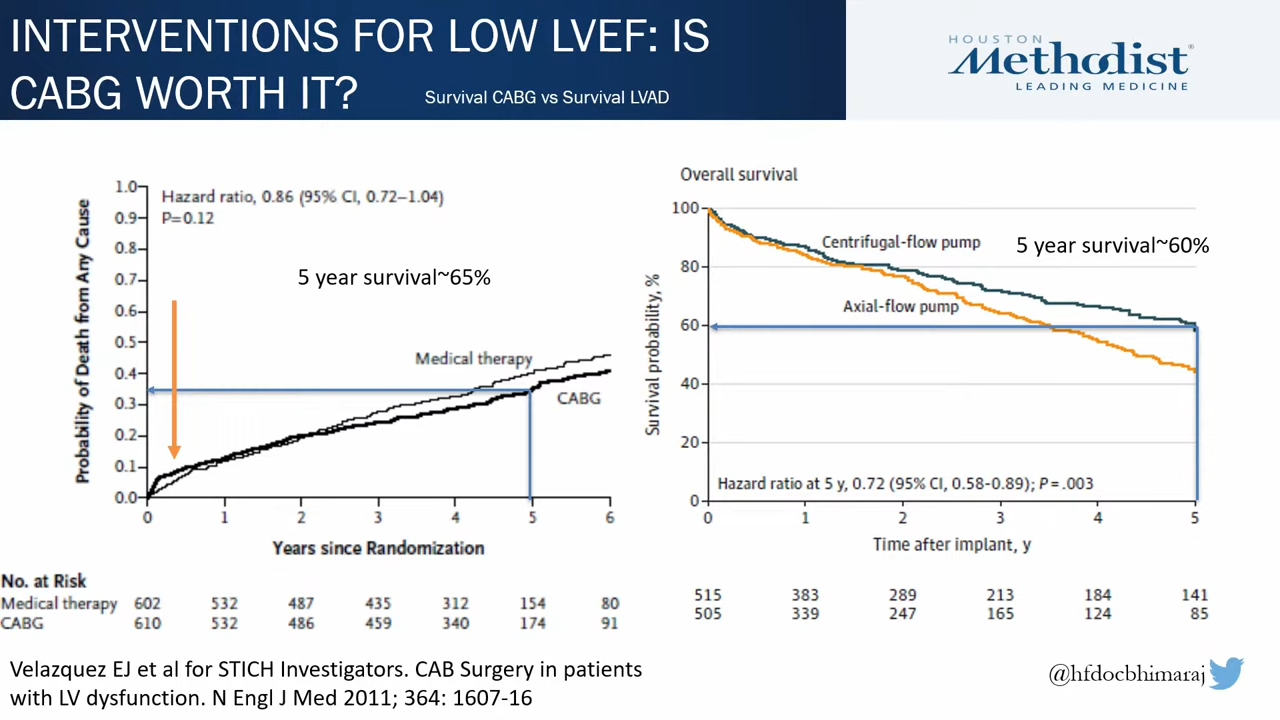 INTERVENTIONS FOR LOW LVEF: IS
CABG WORTH IT?
Survival CABG vs Survival LVAD
HOUSTON
Methodist®
LEADING MEDICINE
Probability of Death from Any Cause
1.0
0.9
0.8
0.7
0.6
0.5
0.4
0.3
0.2
0.1
0.0
Hazard ratio, 0.86 (95% CI, 0.72–1.04)
P=0.12
5 year survival~65%
Medical therapy
CABG
0 1 2 3 4 5 6
Years since Randomization
No. at Risk
Medical therapy 602 532 487 435 312 154 80
CABG 610 532 486 459 340 174 91
Overall survival
Survival probability, %
100
80
60
40
20
0
Centrifugal-flow pump
5 year survival~60%
Axial-flow pump
Hazard ratio at 5 y, 0.72 (95% CI, 0.58-0.89); P=.003
0 1 2 3 4 5
Time after implant, y
515 383 289 213 184 141
505 339 247 165 124 85
Velazquez EJ et al for STICH Investigators. CAB Surgery in patients
with LV dysfunction. N Engl J Med 2011; 364: 1607-16
@hfdocbhimaraj